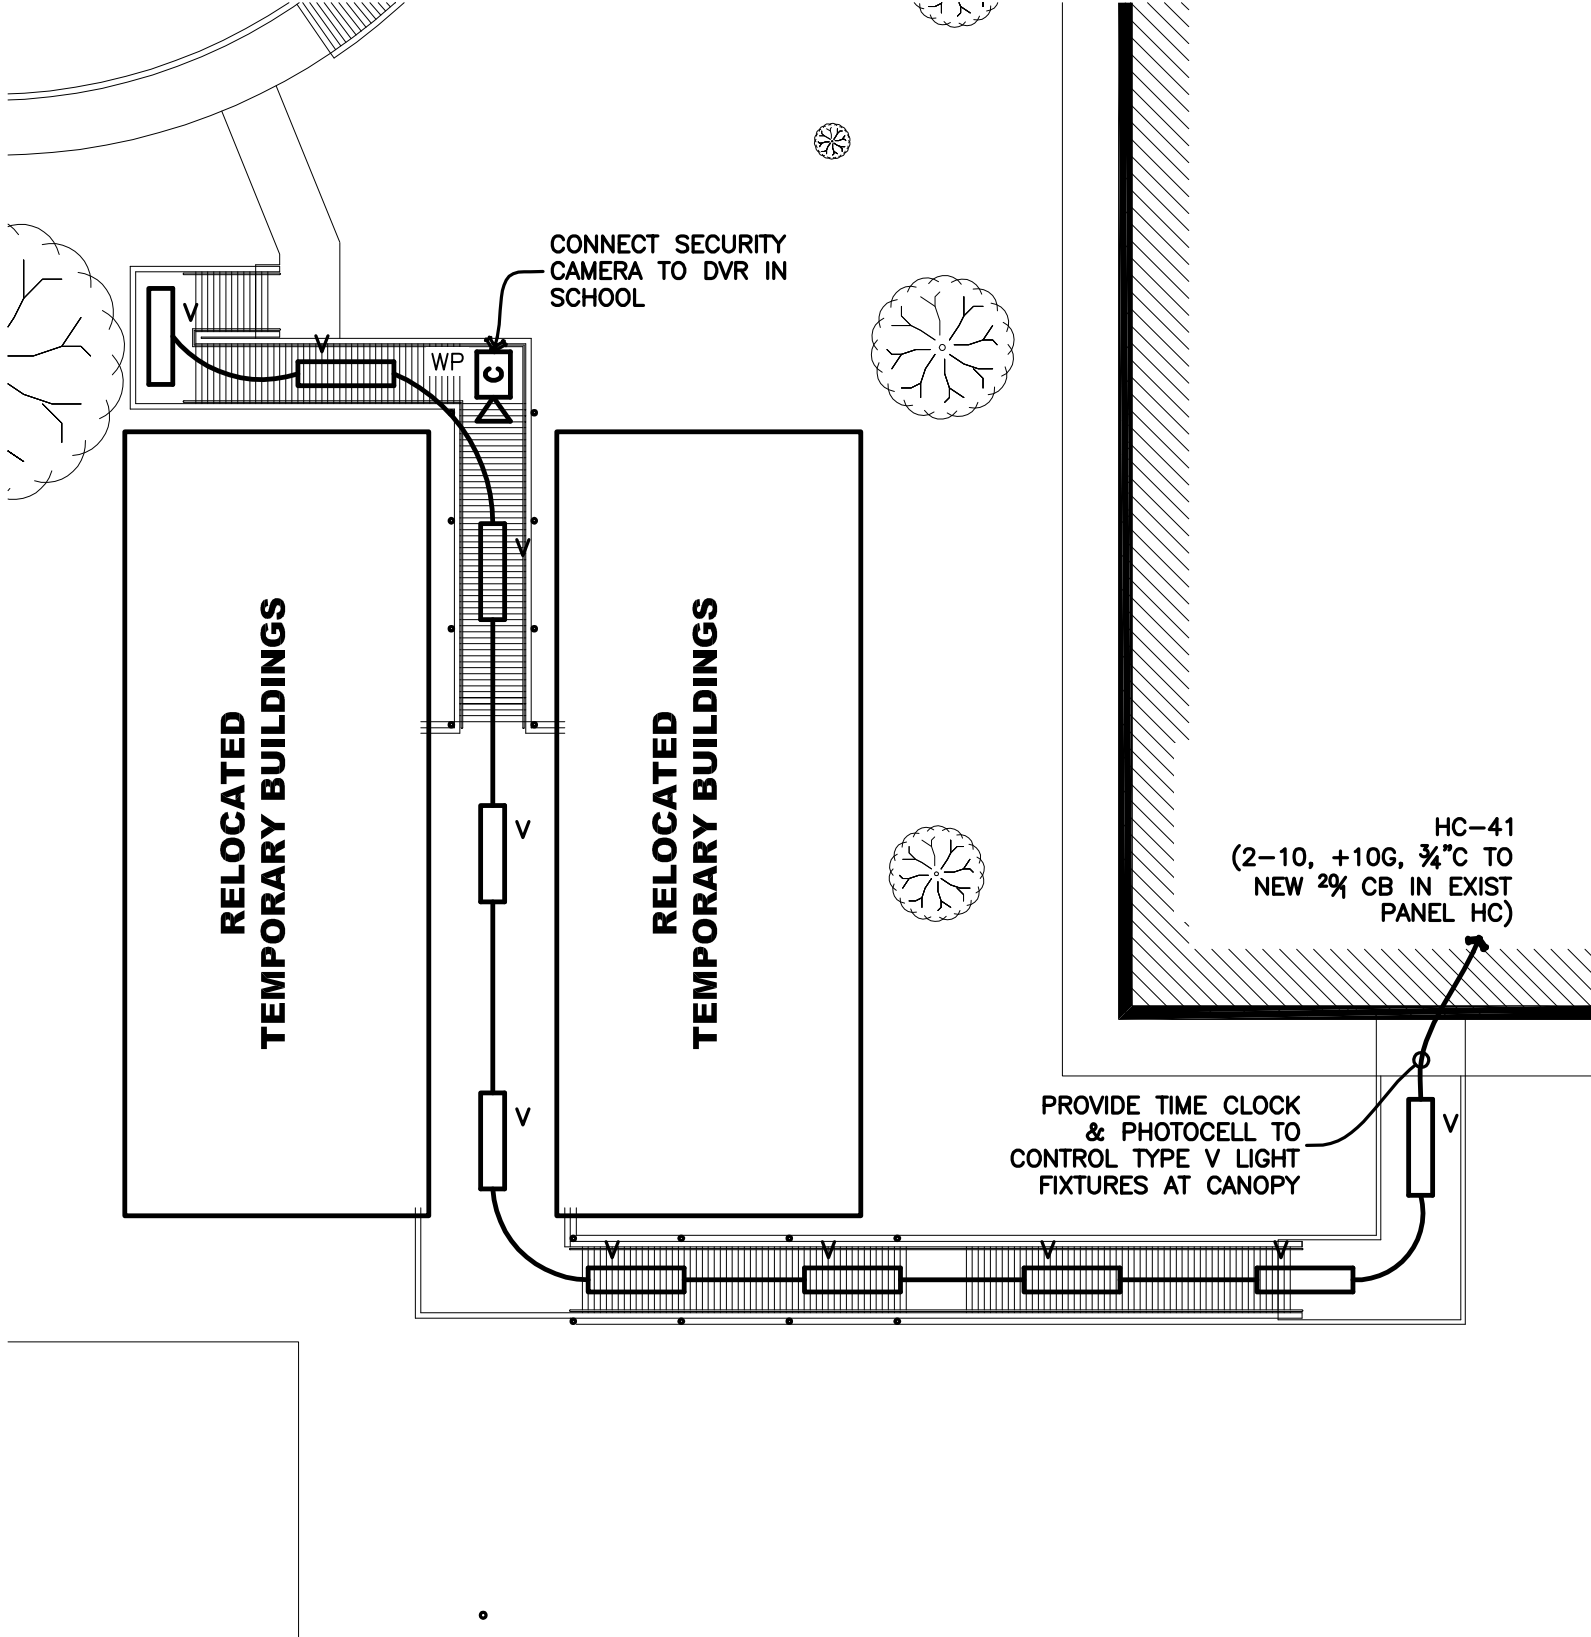 CONNECT SECURITY
CAMERA TO DVR IN
SCHOOL
V
V
WP
C
V
RELOCATED
TEMPORARY BUILDINGS
RELOCATED
TEMPORARY BUILDINGS
V
HC-41
(2-10, +10G, 3/4"C TO
NEW 20/1 CB IN EXIST
PANEL HC)
V
PROVIDE TIME CLOCK
& PHOTOCELL TO
CONTROL TYPE V LIGHT
FIXTURES AT CANOPY
V
V
V
V
V